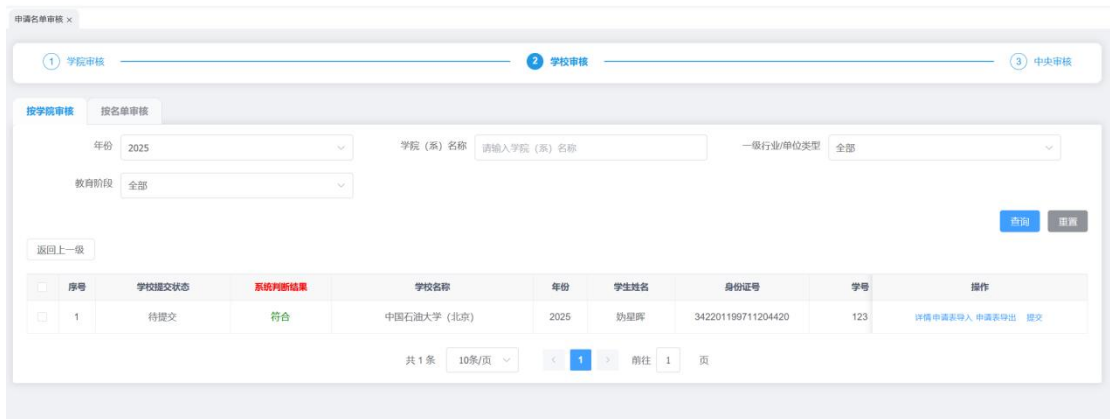 申请名单审核 ×
1 学院审核 2 学校审核 3 中央审核
按学院审核 按名单审核
年份 2025 学院（系）名称 请输入学院（系）名称 一级行业/单位类型 全部
教育阶段 全部
查询 重置
返回上一级
序号 学校提交状态 系统判断结果 学校名称 年份 学生姓名 身份证号 学号 操作
1 待提交 符合 中国石油大学（北京） 2025 妫星晖 342201199711204420 123 详情 申请表导入 申请表导出 提交
共 1 条 10条/页 < 1 > 前往 1 页